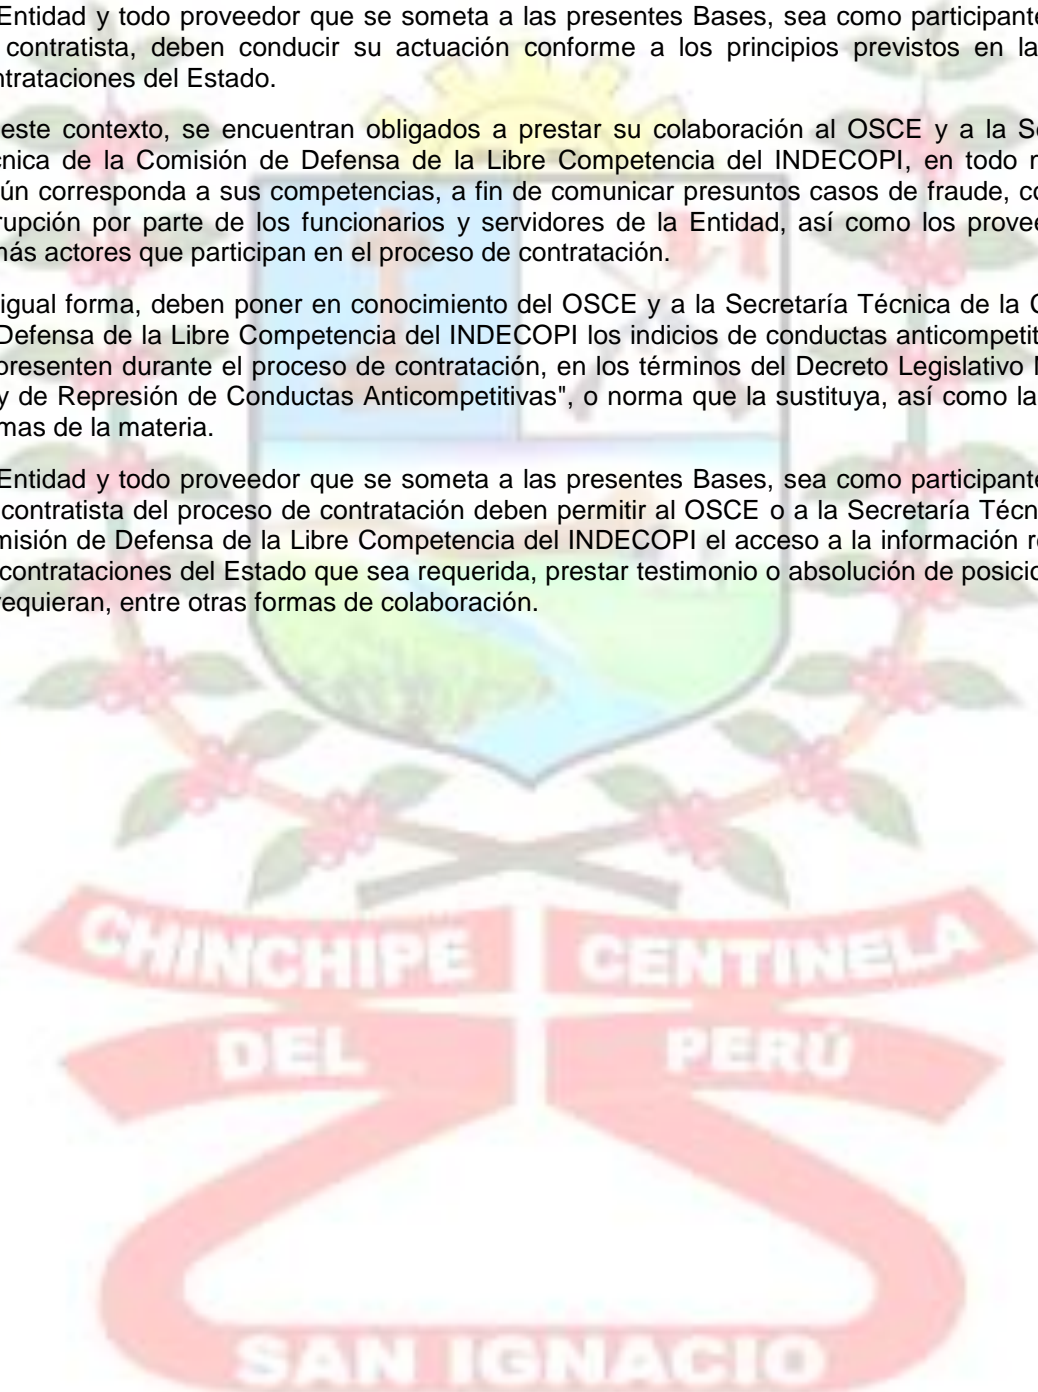 Entidad y todo proveedor que se someta a las presentes Bases, sea como participante
contratista, deben conducir su actuación conforme a los principios previstos en la
ntrataciones del Estado.
este contexto, se encuentran obligados a prestar su colaboración al OSCE y a la Se
cnica de la Comisión de Defensa de la Libre Competencia del INDECOPI, en todo m
ún corresponda a sus competencias, a fin de comunicar presuntos casos de fraude, co
rupción por parte de los funcionarios y servidores de la Entidad, así como los provee
más actores que participan en el proceso de contratación.
igual forma, deben poner en conocimiento del OSCE y a la Secretaría Técnica de la C
Defensa de la Libre Competencia del INDECOPI los indicios de conductas anticompetit
presenten durante el proceso de contratación, en los términos del Decreto Legislativo N
y de Represión de Conductas Anticompetitivas", o norma que la sustituya, así como la
mas de la materia.
Entidad y todo proveedor que se someta a las presentes Bases, sea como participante
contratista del proceso de contratación deben permitir al OSCE o a la Secretaría Técn
misión de Defensa de la Libre Competencia del INDECOPI el acceso a la información re
contrataciones del Estado que sea requerida, prestar testimonio o absolución de posicio
requieran, entre otras formas de colaboración.
CHINCHIPE CENTINELA
DEL PERÚ
SAN IGNACIO